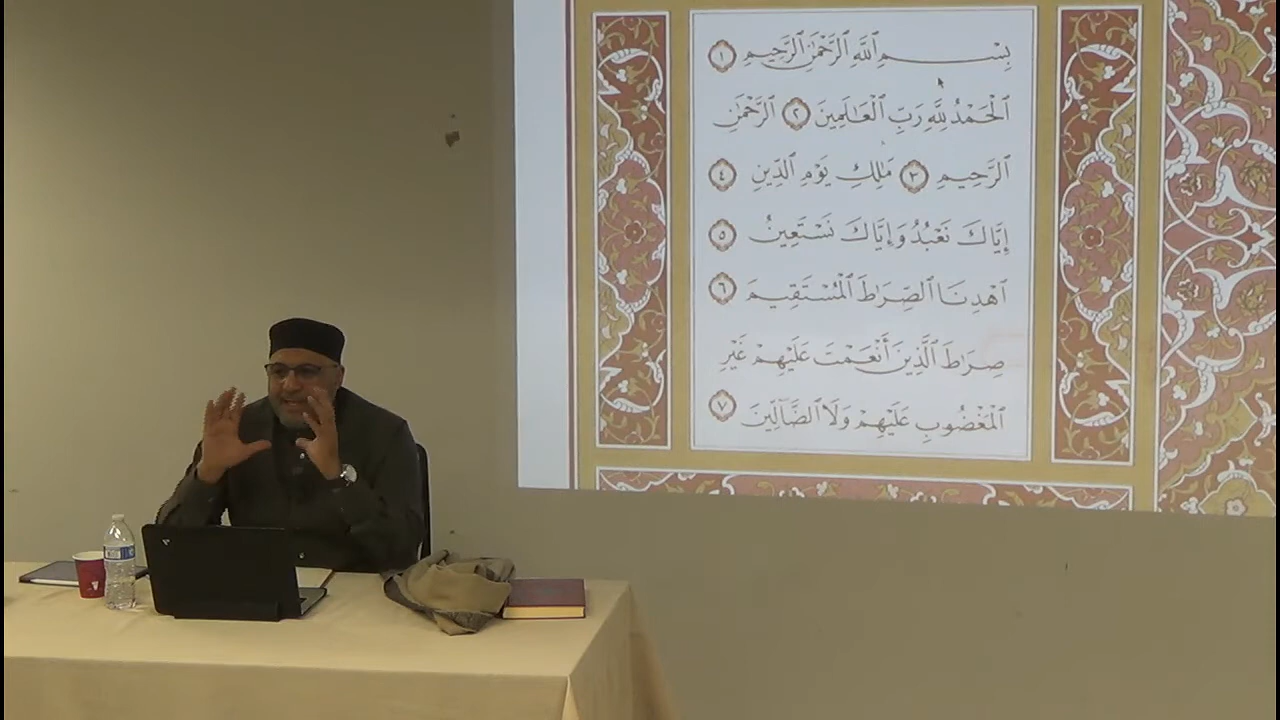 بِسْمِ ٱللَّهِ ٱلرَّحْمَٰنِ ٱلرَّحِيمِ ١
ٱلْحَمْدُ لِلَّهِ رَبِّ ٱلْعَٰلَمِينَ ٢ ٱلرَّحْمَٰنِ
ٱلرَّحِيمِ ٣ مَٰلِكِ يَوْمِ ٱلدِّينِ ٤
إِيَّاكَ نَعْبُدُ وَإِيَّاكَ نَسْتَعِينُ ٥
ٱهْدِنَا ٱلصِّرَٰطَ ٱلْمُسْتَقِيمَ ٦
صِرَٰطَ ٱلَّذِينَ أَنْعَمْتَ عَلَيْهِمْ غَيْرِ
ٱلْمَغْضُوبِ عَلَيْهِمْ وَلَا ٱلضَّآلِّينَ ٧